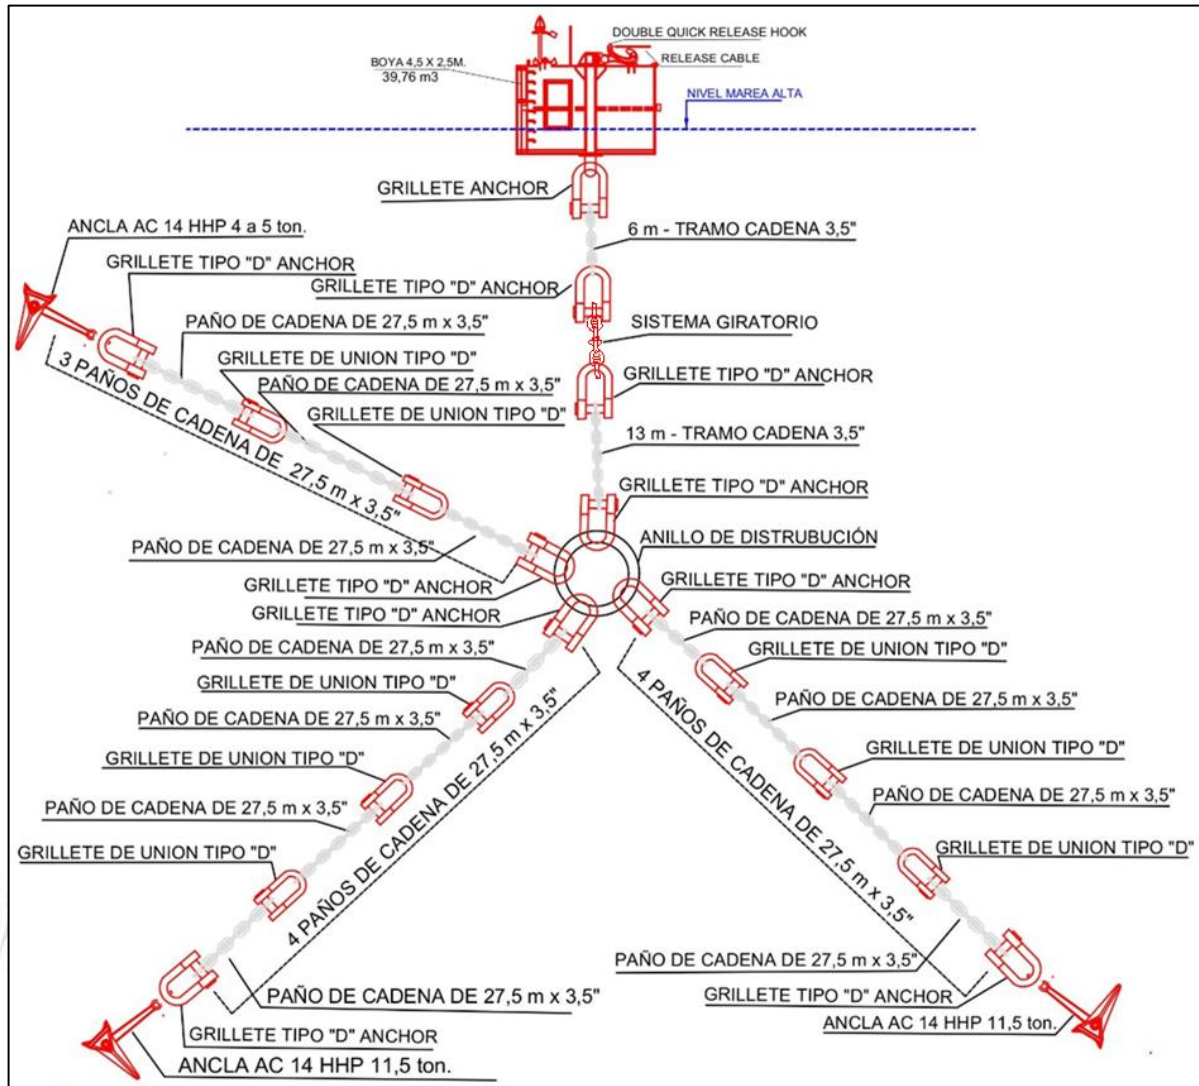 DOUBLE QUICK RELEASE HOOK
BOYA 4,5 X 2,5M.
39,76 m3
RELEASE CABLE
NIVEL MAREA ALTA
GRILLETE ANCHOR
ANCLA AC 14 HHP 4 a 5 ton.
6 m - TRAMO CADENA 3,5"
GRILLETE TIPO "D" ANCHOR
GRILLETE TIPO "D" ANCHOR
PAÑO DE CADENA DE 27,5 m x 3,5"
SISTEMA GIRATORIO
GRILLETE DE UNION TIPO "D"
PAÑO DE CADENA DE 27,5 m x 3,5"
GRILLETE TIPO "D" ANCHOR
GRILLETE DE UNION TIPO "D"
3 PAÑOS DE CADENA DE 27,5 m x 3,5"
13 m - TRAMO CADENA 3,5"
GRILLETE TIPO "D" ANCHOR
PAÑO DE CADENA DE 27,5 m x 3,5"
ANILLO DE DISTRUBUCIÓN
GRILLETE TIPO "D" ANCHOR
GRILLETE TIPO "D" ANCHOR
GRILLETE TIPO "D" ANCHOR
PAÑO DE CADENA DE 27,5 m x 3,5"
PAÑO DE CADENA DE 27,5 m x 3,5"
GRILLETE DE UNION TIPO "D"
GRILLETE DE UNION TIPO "D"
PAÑO DE CADENA DE 27,5 m x 3,5"
PAÑO DE CADENA DE 27,5 m x 3,5"
GRILLETE DE UNION TIPO "D"
GRILLETE DE UNION TIPO "D"
PAÑO DE CADENA DE 27,5 m x 3,5"
PAÑO DE CADENA DE 27,5 m x 3,5"
4 PAÑOS DE CADENA DE 27,5 m x 3,5"
4 PAÑOS DE CADENA DE 27,5 m x 3,5"
GRILLETE DE UNION TIPO "D"
GRILLETE DE UNION TIPO "D"
PAÑO DE CADENA DE 27,5 m x 3,5"
PAÑO DE CADENA DE 27,5 m x 3,5"
GRILLETE TIPO "D" ANCHOR
ANCLA AC 14 HHP 11,5 ton.
GRILLETE TIPO "D" ANCHOR
ANCLA AC 14 HHP 11,5 ton.